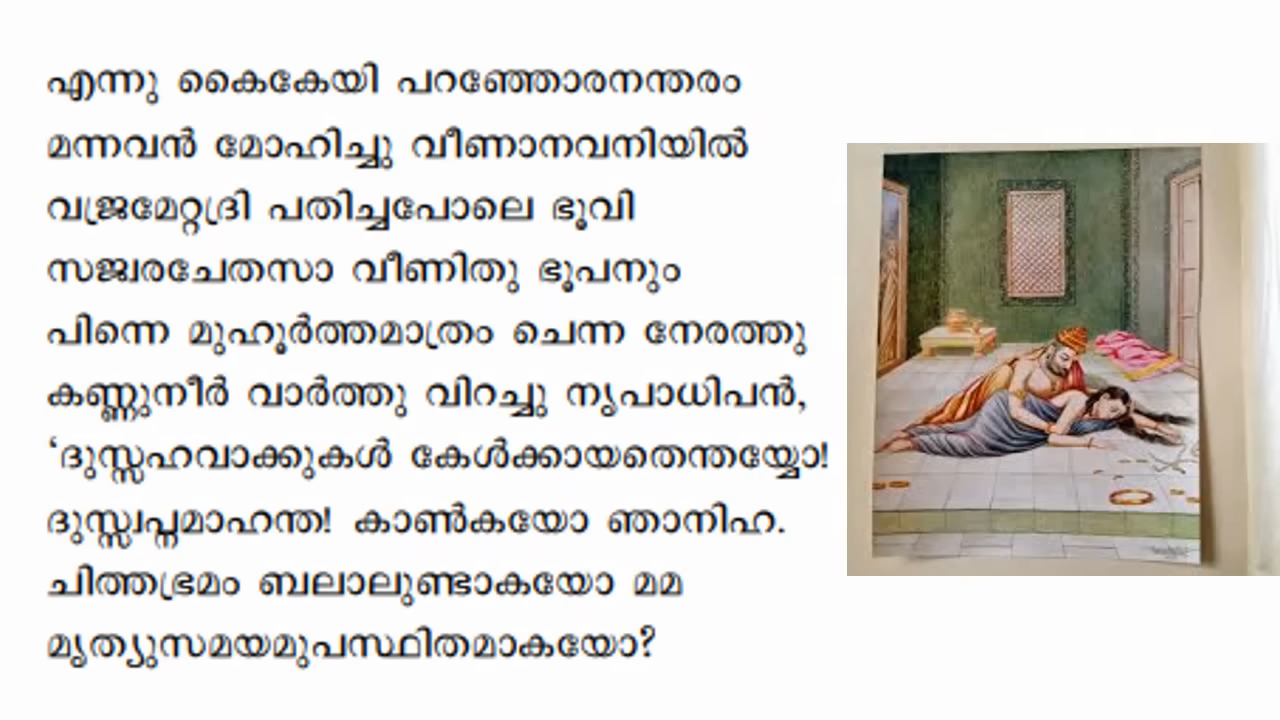 എന്നു കൈകേയി പറഞ്ഞോരനന്തരം
മന്നവൻ മോഹിച്ചു വീണാനവനിയിൽ
വജ്രമേറ്റദ്രി പതിച്ചപോലെ ഭൂവി
സജ്വരചേതസാ വീണിതു ഭൂപനും
പിന്നെ മുഹൂർത്തമാത്രം ചെന്ന നേരത്തു
കണ്ണുനീർ വാർത്തു വിറച്ചു നൃപാധിപൻ,
‘ദുസ്സഹവാക്കുകൾ കേൾക്കായതെന്തയ്യോ!
ദുസ്സ്വപ്നമാഹന്ത! കാൺകയോ ഞാനിഹ.
ചിത്തഭ്രമം ബലാലുണ്ടാകയോ മമ
മൃത്യുസമയമുപസ്ഥിതമാകയോ?